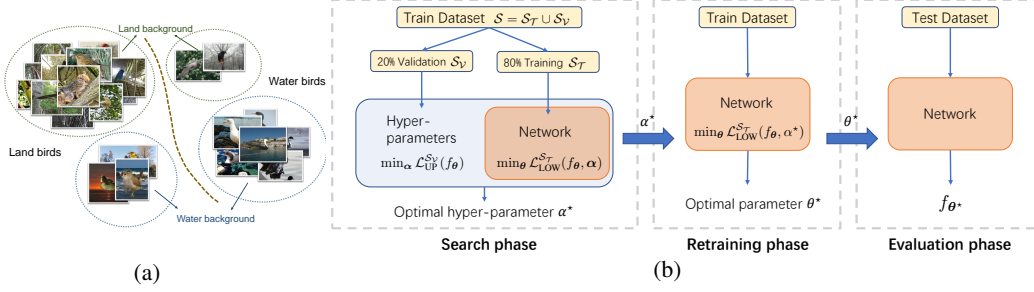 Land background
Water birds
Land birds
Water background
(a)
Train Dataset 𝒮 = 𝒮_𝒯 ∪ 𝒮_𝒱
20% Validation 𝒮_𝒱
80% Training 𝒮_𝒯
Hyper-
parameters
min_α ℒ_UP^{𝒮_𝒱}(f_θ)
Network
min_θ ℒ_LOW^{𝒮_𝒯}(f_θ, α)
Optimal hyper-parameter α*
Search phase
α*
Train Dataset
Network
min_θ ℒ_LOW^{𝒮_𝒯}(f_θ, α*)
Optimal parameter θ*
Retraining phase
θ*
Test Dataset
Network
f_θ*
Evaluation phase
(b)